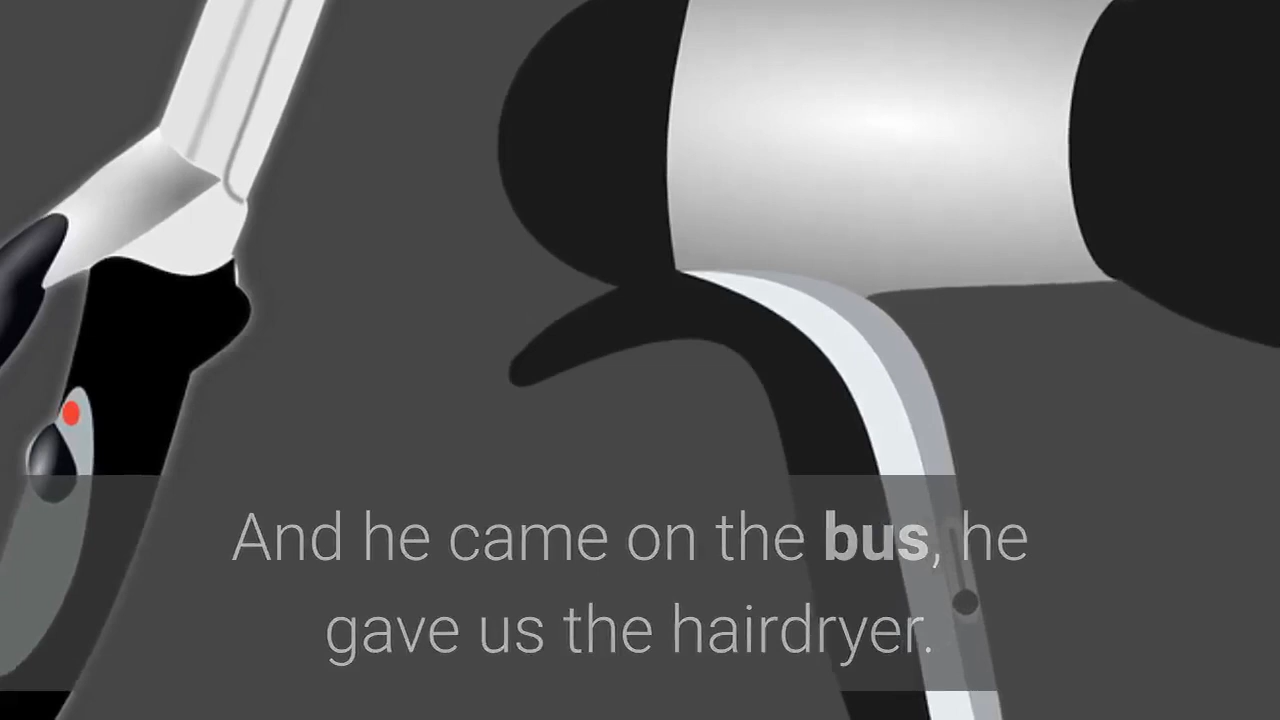 And he came on the bus, he
gave us the hairdryer.